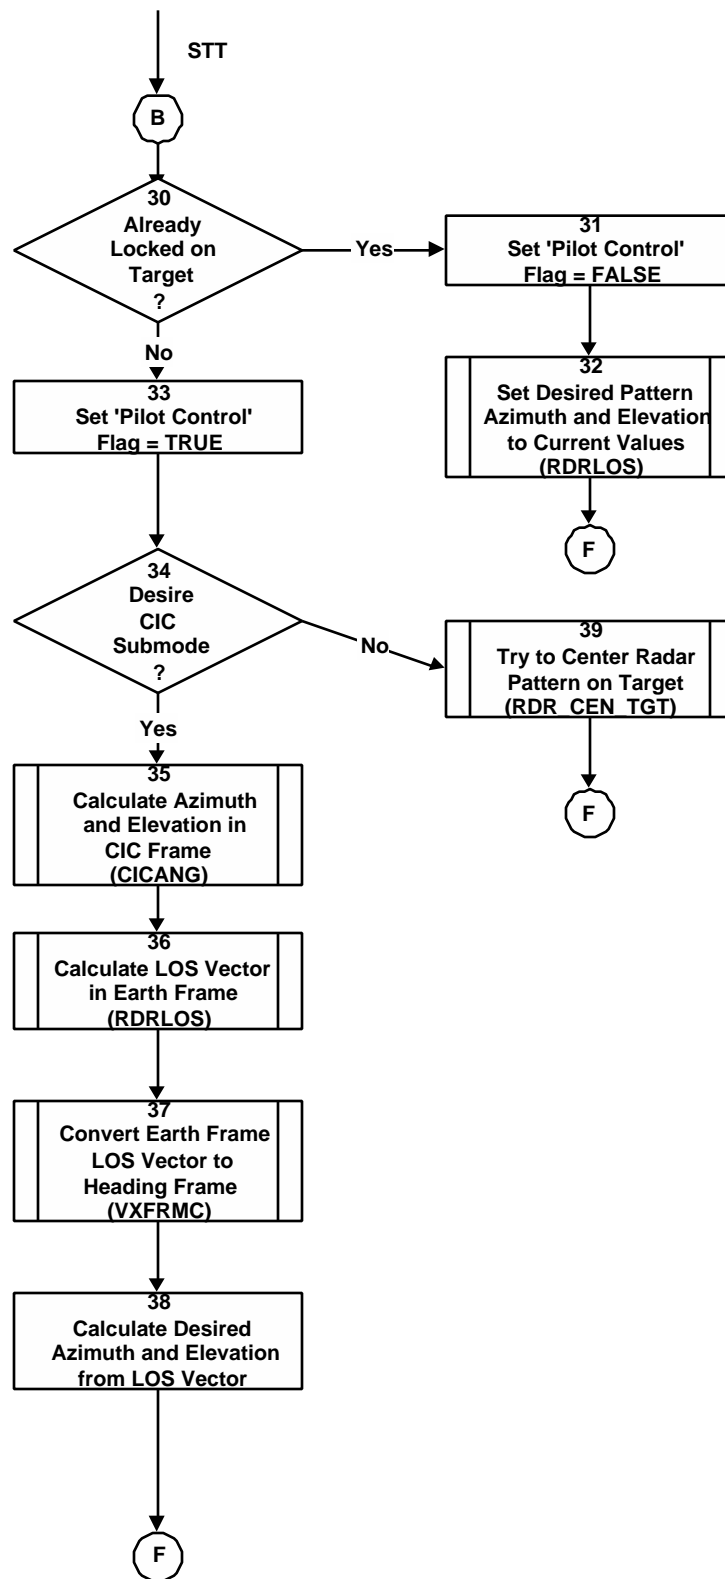 STT
B
30
Already
Locked on
Target
?
Yes
31
Set 'Pilot Control'
Flag = FALSE
No
32
Set Desired Pattern
Azimuth and Elevation
to Current Values
(RDRLOS)
33
Set 'Pilot Control'
Flag = TRUE
F
34
Desire
CIC
Submode
?
No
39
Try to Center Radar
Pattern on Target
(RDR_CEN_TGT)
Yes
F
35
Calculate Azimuth
and Elevation in
CIC Frame
(CICANG)
36
Calculate LOS Vector
in Earth Frame
(RDRLOS)
37
Convert Earth Frame
LOS Vector to
Heading Frame
(VXFRMC)
38
Calculate Desired
Azimuth and Elevation
from LOS Vector
F